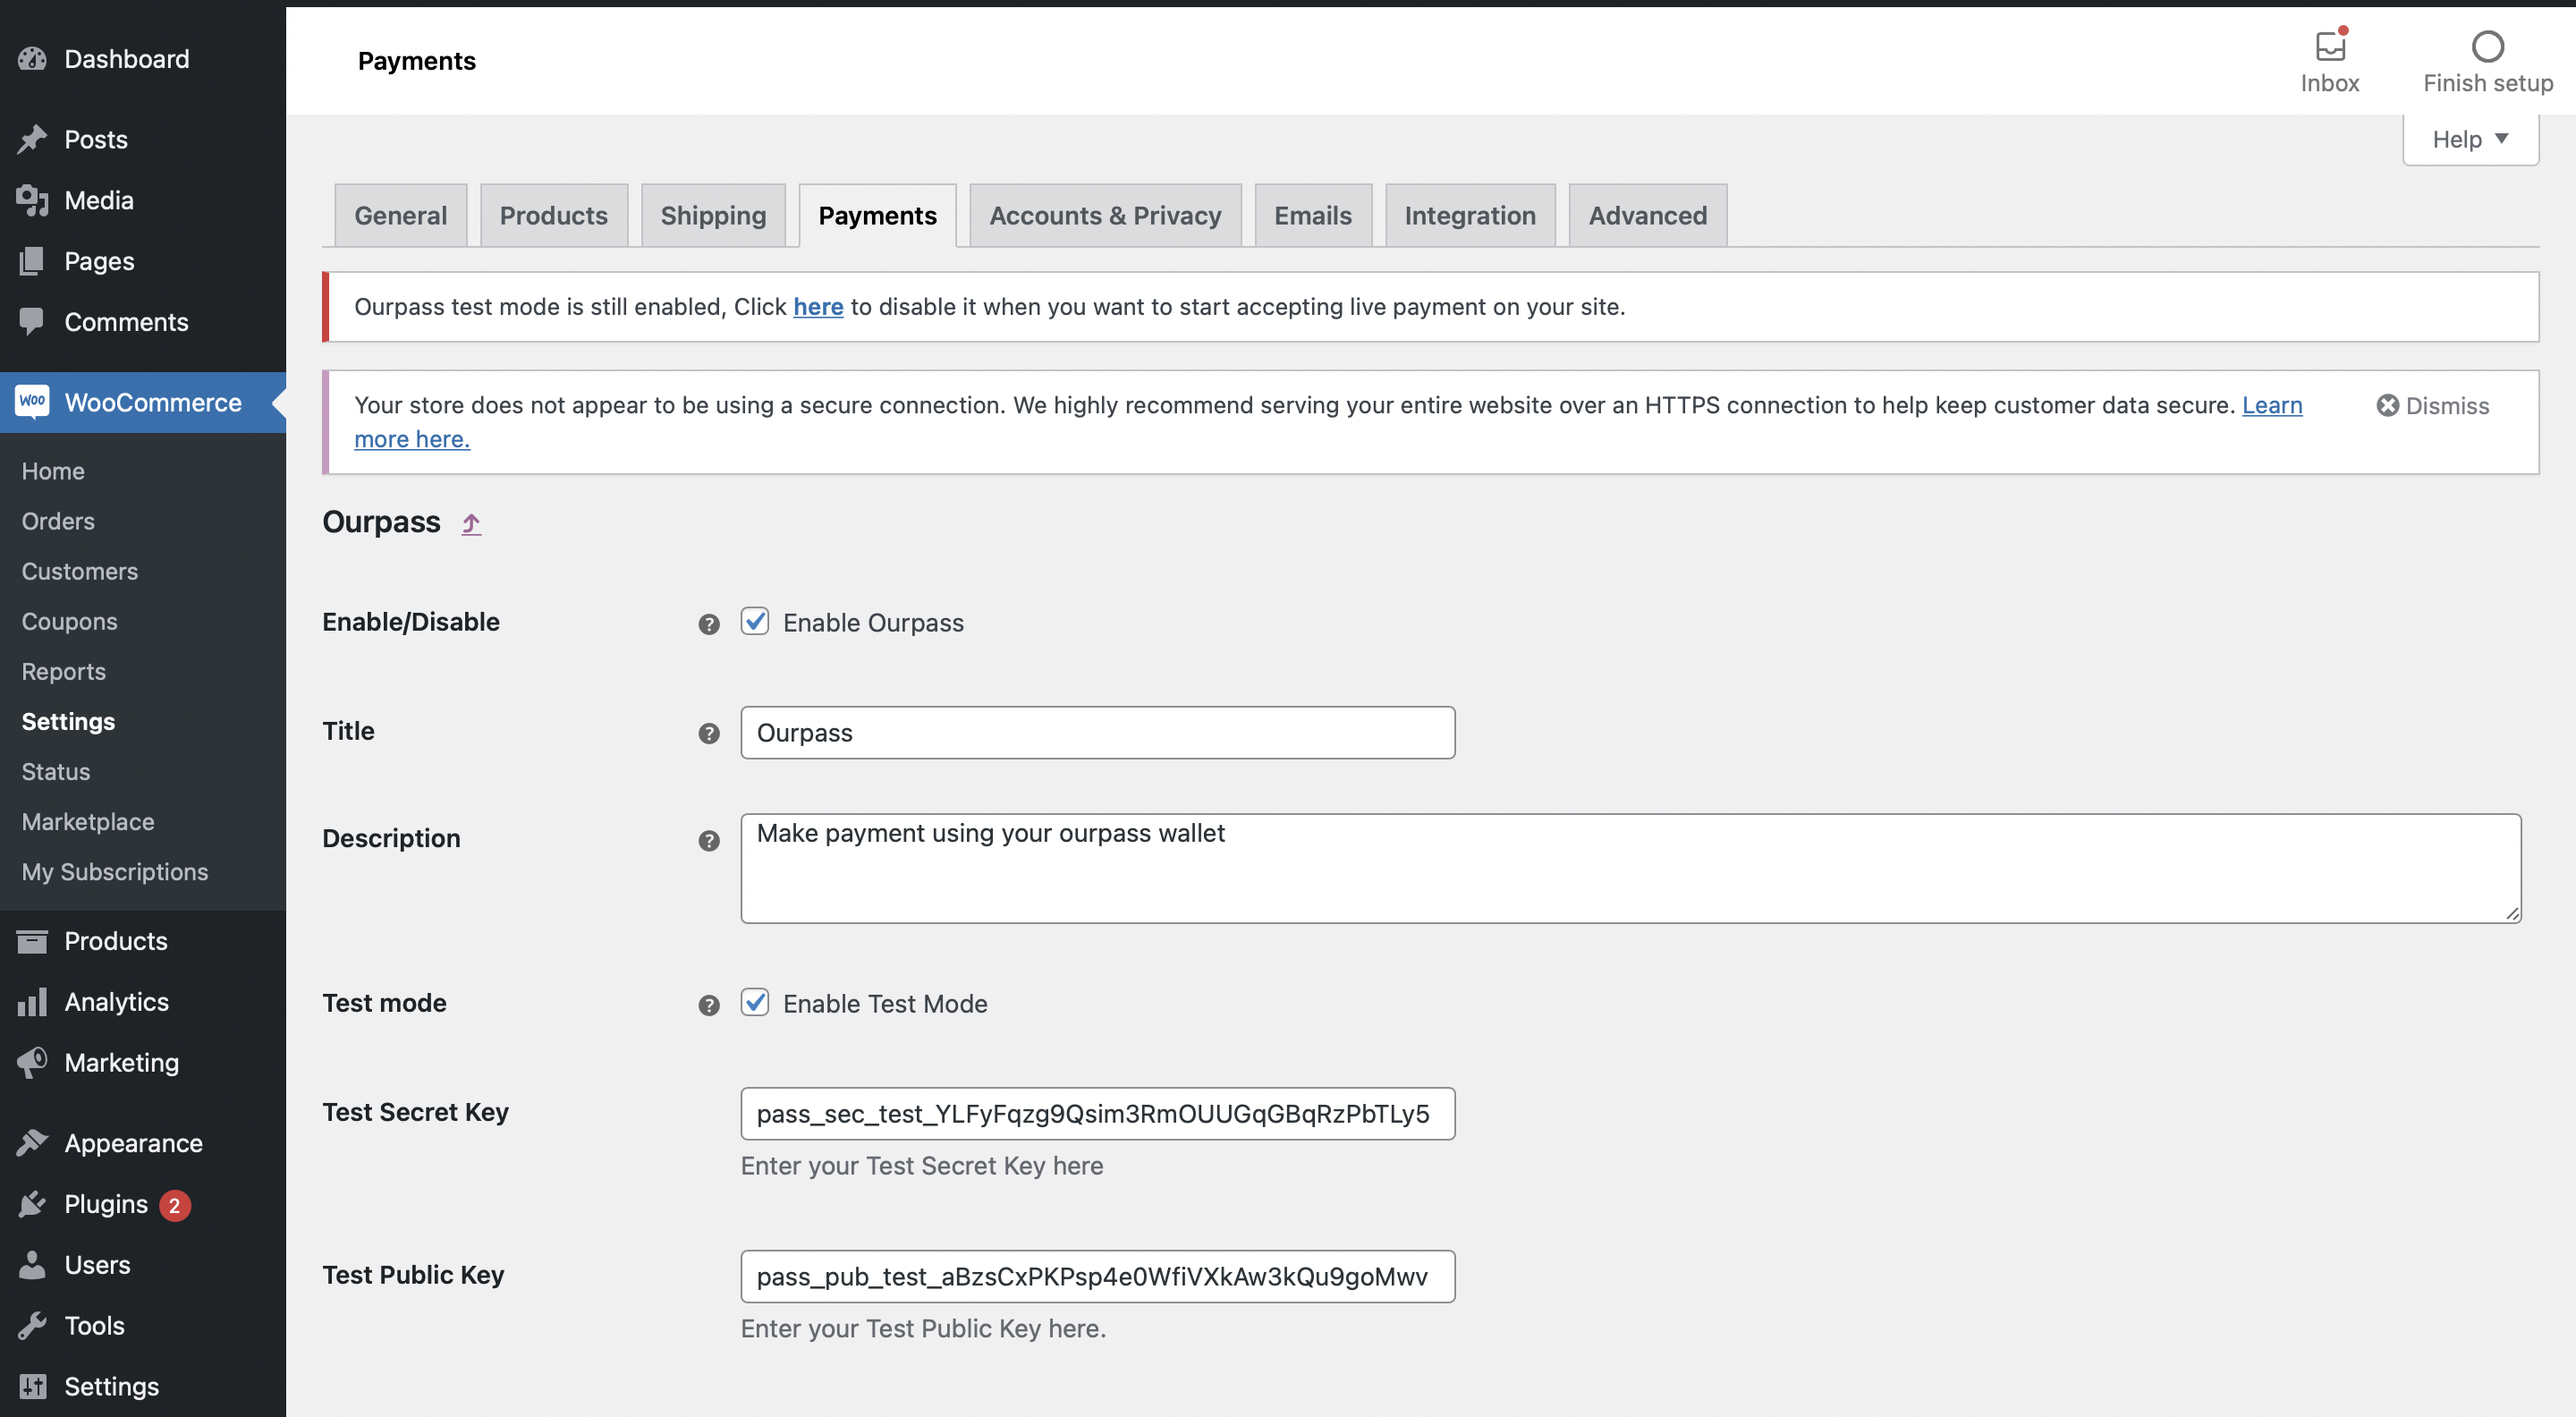 Dashboard
Posts
Media
Pages
Comments
Woo WooCommerce
Home
Orders
Customers
Coupons
Reports
Settings
Status
Marketplace
My Subscriptions
Products
Analytics
Marketing
Appearance
Plugins 2
Users
Tools
Settings
Payments
Inbox
Finish setup
Help
General Products Shipping Payments Accounts & Privacy Emails Integration Advanced
Ourpass test mode is still enabled, Click here to disable it when you want to start accepting live payment on your site.
Your store does not appear to be using a secure connection. We highly recommend serving your entire website over an HTTPS connection to help keep customer data secure. Learn
more here.
Dismiss
Ourpass
Enable/Disable ? Enable Ourpass
Title ? Ourpass
Description ? Make payment using your ourpass wallet
Test mode ? Enable Test Mode
Test Secret Key pass_sec_test_YLFyFqzg9Qsim3RmOUUGqGBqRzPbTLy5
Enter your Test Secret Key here
Test Public Key pass_pub_test_aBzsCxPKPsp4e0WfiVXkAw3kQu9goMwv
Enter your Test Public Key here.